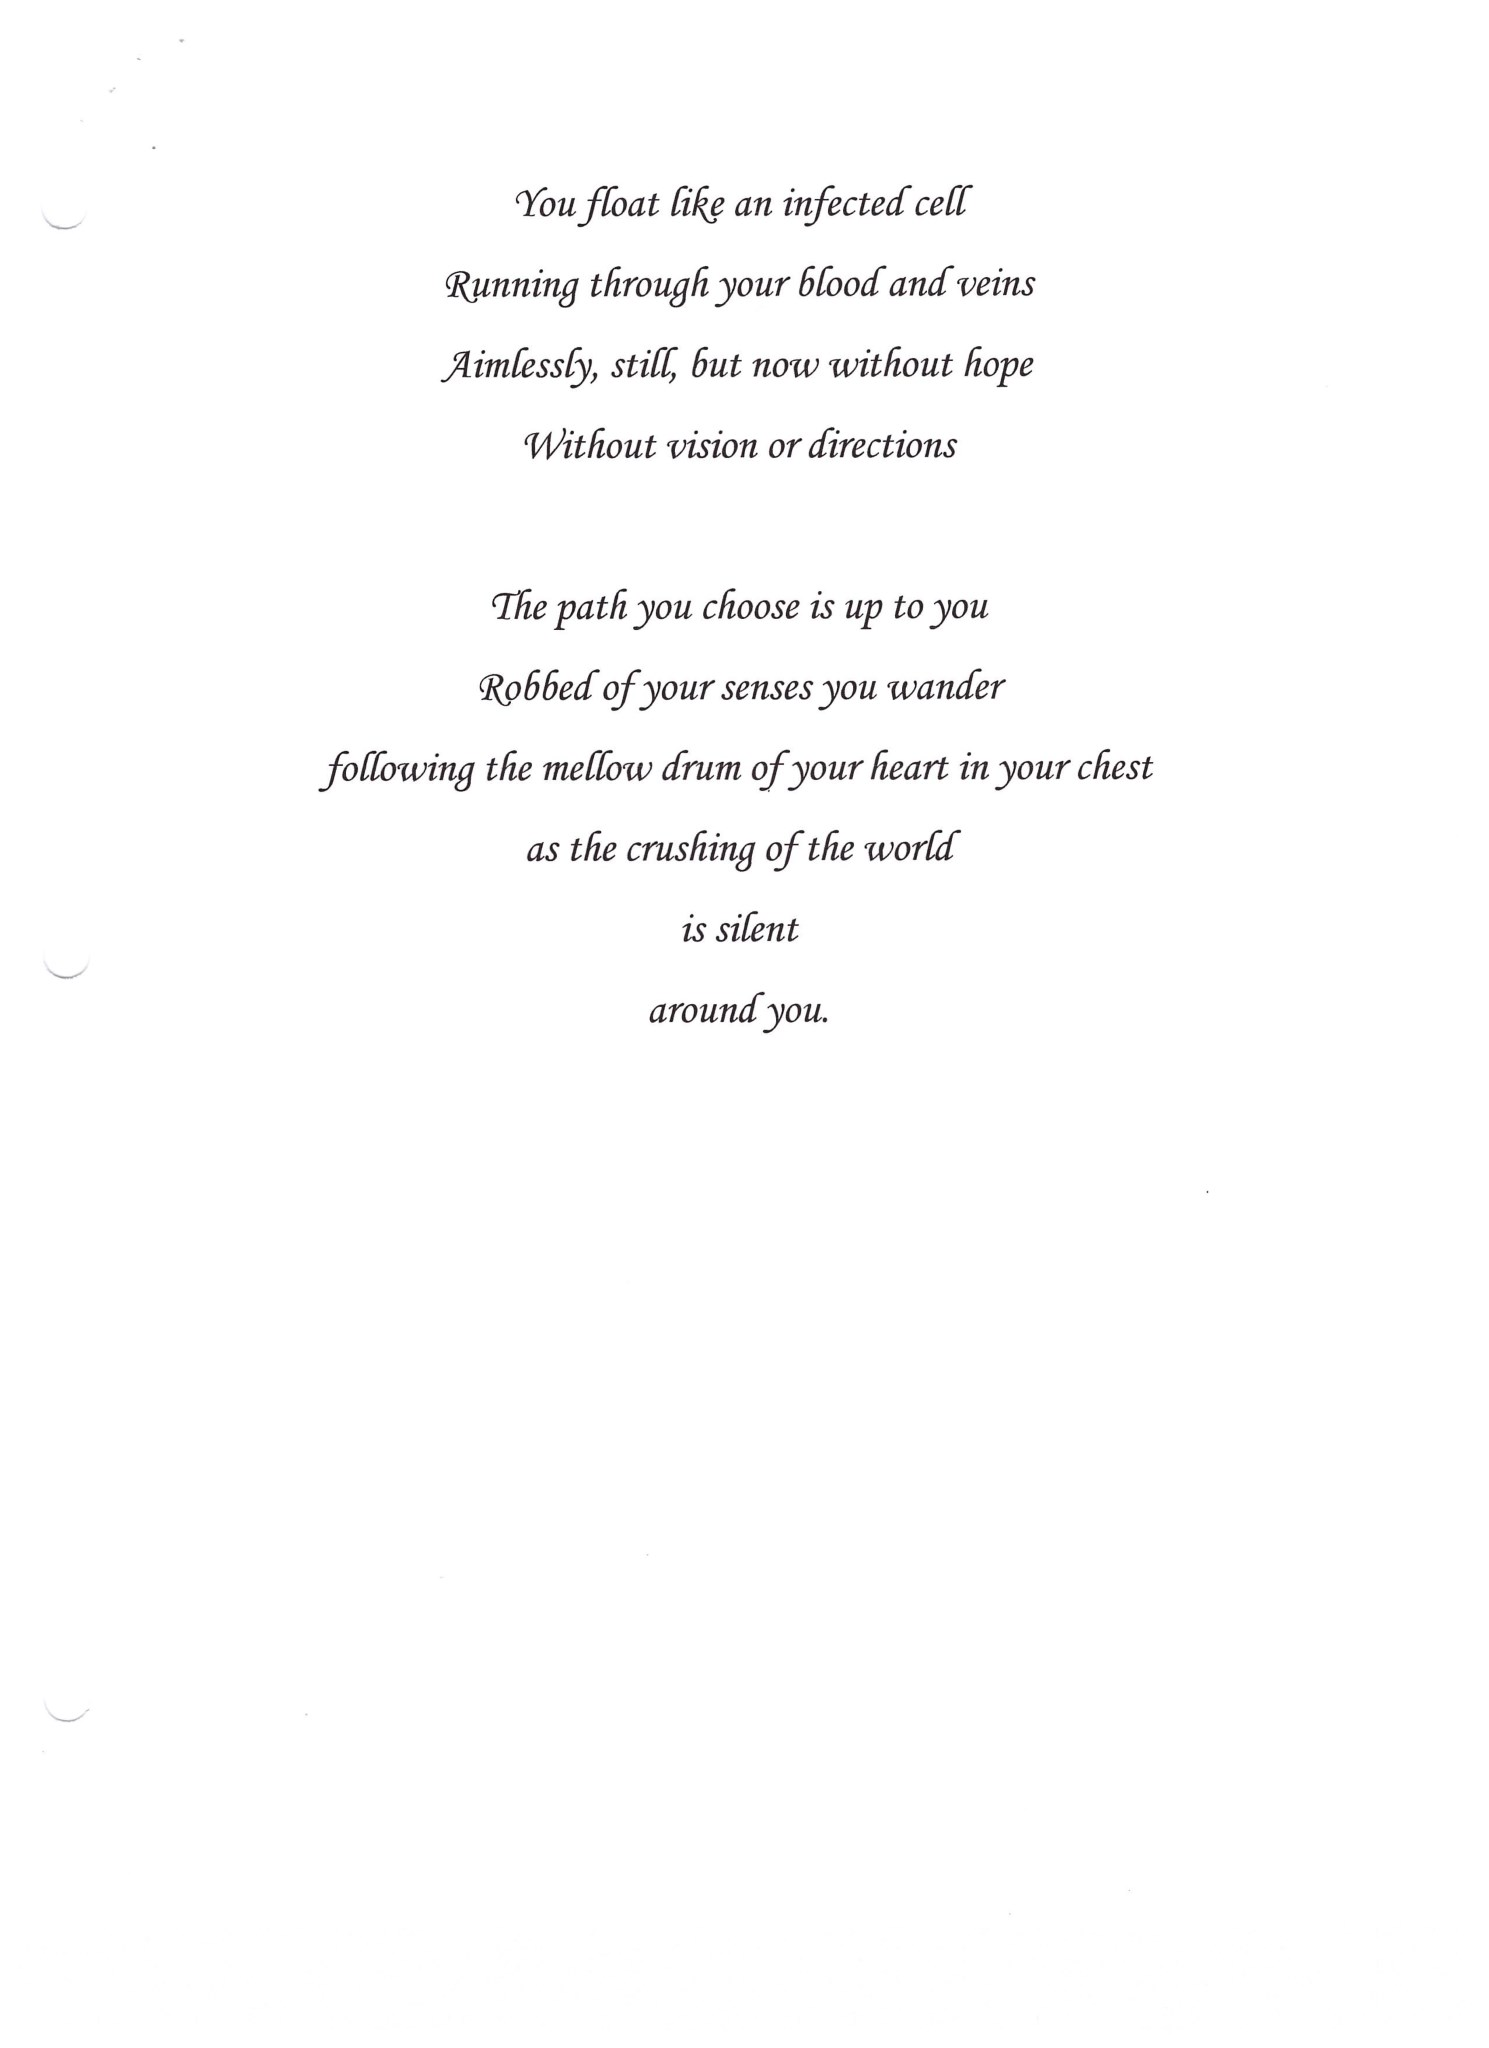 You float like an infected cell
Running through your blood and veins
Aimlessly, still, but now without hope
Without vision or directions
The path you choose is up to you
Robbed of your senses you wander
following the mellow drum of your heart in your chest
as the crushing of the world
is silent
around you.